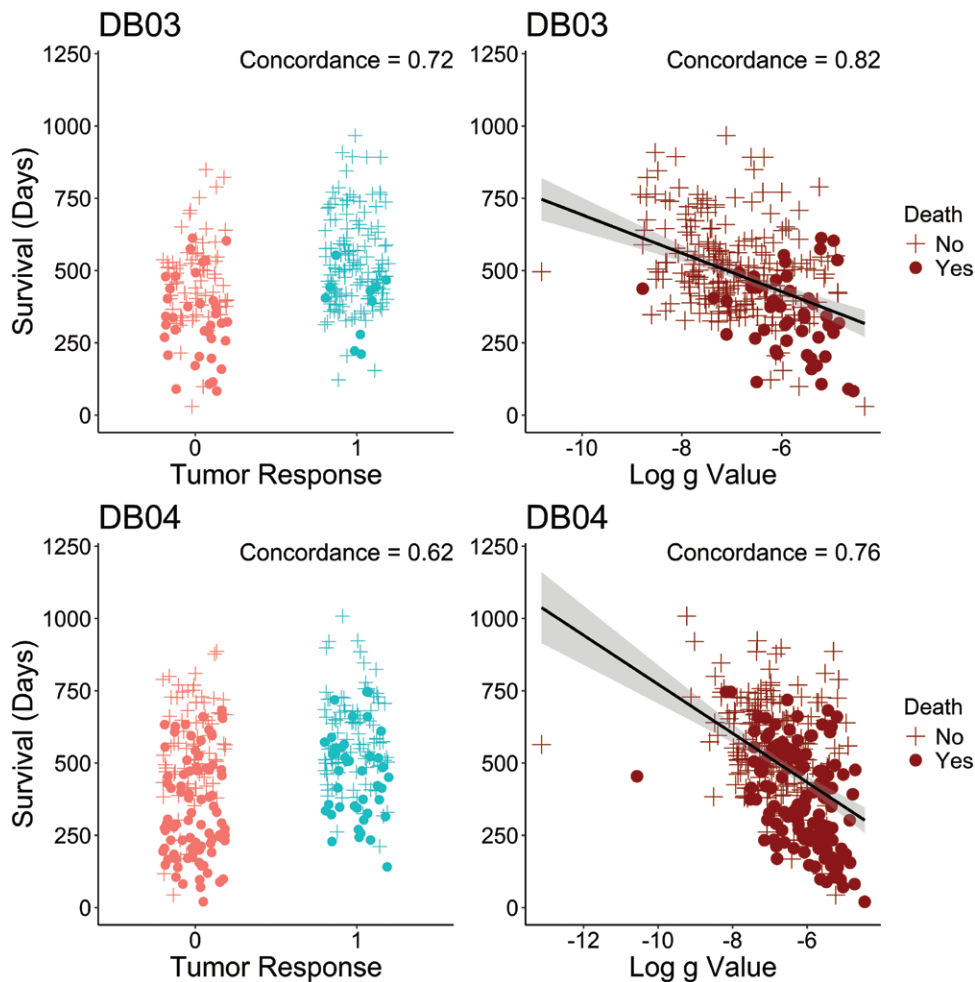 DB03
Concordance = 0.72
1250
1000
750
500
250
0
Survival (Days)
0 1
Tumor Response
DB03
Concordance = 0.82
1250
1000
750
500
250
0
-10 -8 -6
Log g Value
Death
No
Yes
DB04
Concordance = 0.62
1250
1000
750
500
250
0
Survival (Days)
0 1
Tumor Response
DB04
Concordance = 0.76
1250
1000
750
500
250
0
-12 -10 -8 -6
Log g Value
Death
No
Yes